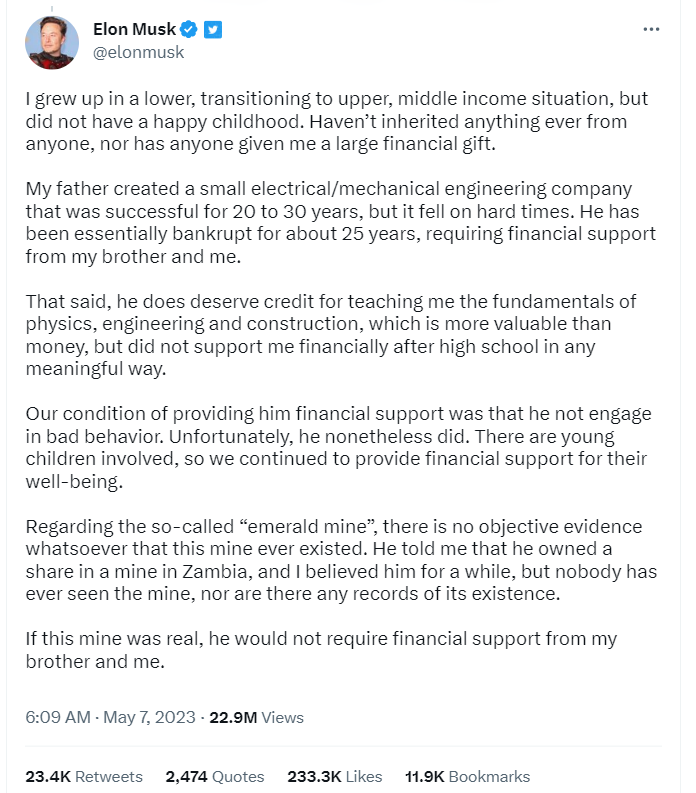 Elon Musk
@elonmusk
I grew up in a lower, transitioning to upper, middle income situation, but
did not have a happy childhood. Haven’t inherited anything ever from
anyone, nor has anyone given me a large financial gift.
My father created a small electrical/mechanical engineering company
that was successful for 20 to 30 years, but it fell on hard times. He has
been essentially bankrupt for about 25 years, requiring financial support
from my brother and me.
That said, he does deserve credit for teaching me the fundamentals of
physics, engineering and construction, which is more valuable than
money, but did not support me financially after high school in any
meaningful way.
Our condition of providing him financial support was that he not engage
in bad behavior. Unfortunately, he nonetheless did. There are young
children involved, so we continued to provide financial support for their
well-being.
Regarding the so-called “emerald mine”, there is no objective evidence
whatsoever that this mine ever existed. He told me that he owned a
share in a mine in Zambia, and I believed him for a while, but nobody has
ever seen the mine, nor are there any records of its existence.
If this mine was real, he would not require financial support from my
brother and me.
6:09 AM · May 7, 2023 · 22.9M Views
23.4K Retweets 2,474 Quotes 233.3K Likes 11.9K Bookmarks